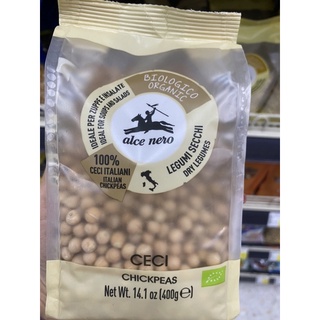 IDEALE PER ZUPPE E INSALATE
IDEAL FOR SOUPS AND SALADS
BIOLOGICO
ORGANIC
alce nero
100%
CECI ITALIANI
ITALIAN
CHICKPEAS
LEGUMI SECCHI
DRY LEGUMES
CECI
CHICKPEAS
Net Wt. 14.1 oz (400g℮)